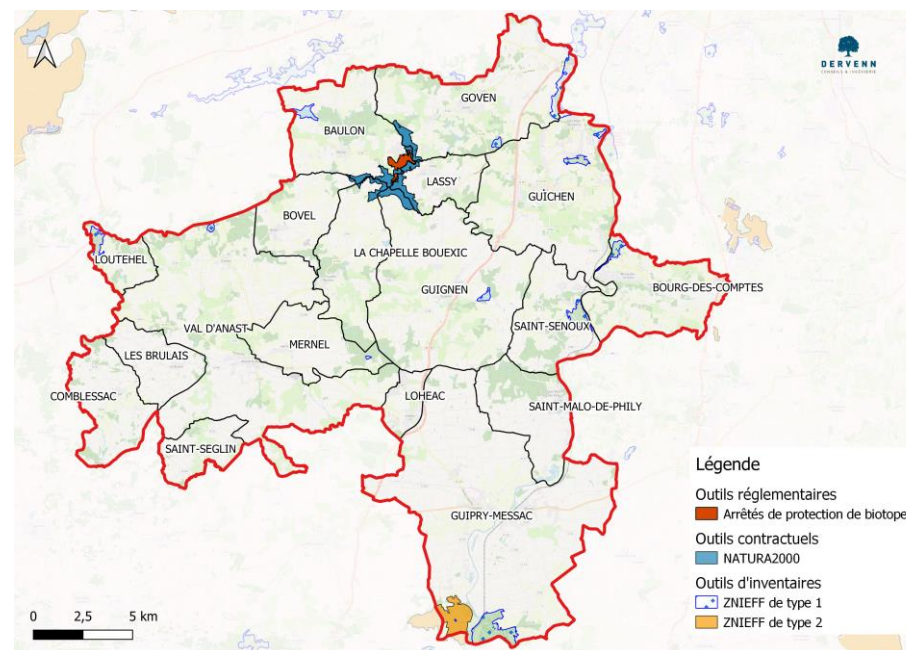 DERVENN
CONSEILS & INGÉNIERIE
GOVEN
BAULON
LASSY
GUICHEN
BOVEL
LA CHAPELLE BOUEXIC
LOUTEHEL
BOURG-DES-COMPTES
GUIGNEN
VAL D'ANAST
SAINT-SENOUX
MERNEL
LES BRULAIS
COMBLESSAC
LOHEAC
SAINT-MALO-DE-PHILY
SAINT-SEGLIN
GUIPRY-MESSAC
Légende
Outils réglementaires
Arrêtés de protection de biotope
Outils contractuels
NATURA2000
Outils d'inventaires
ZNIEFF de type 1
ZNIEFF de type 2
0 2,5 5 km